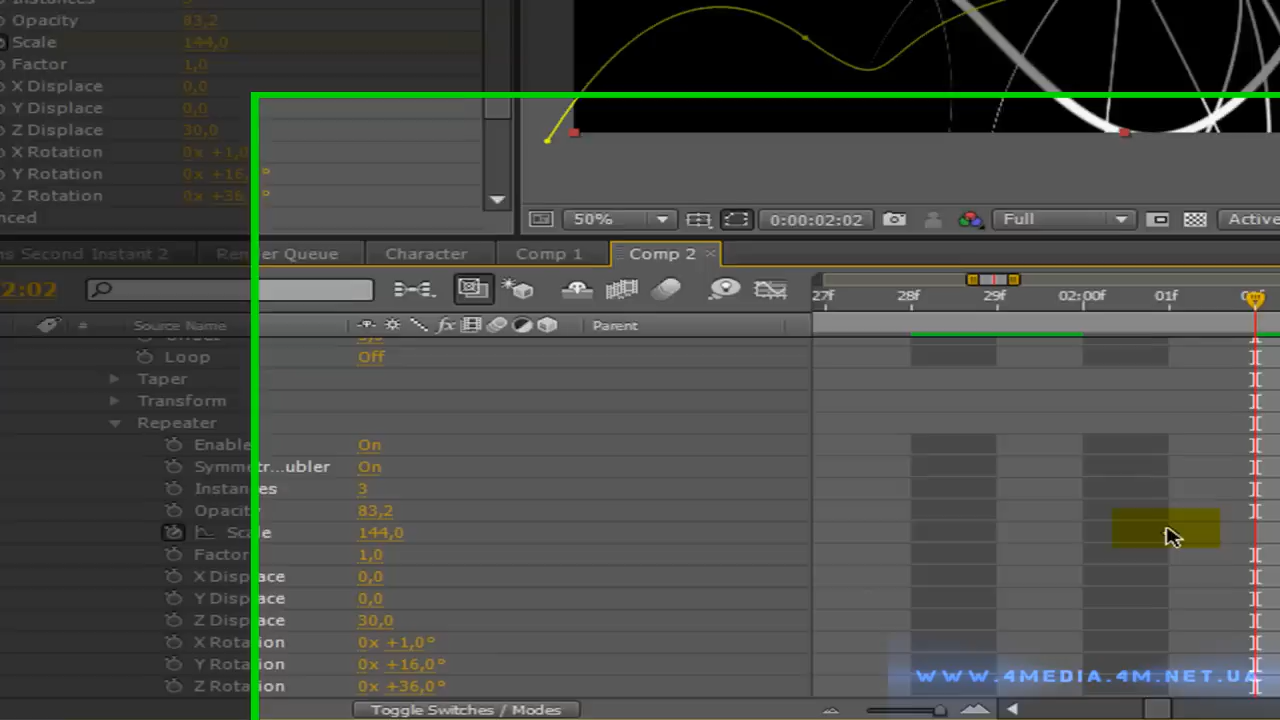 Opacity 83,2
Scale 144,0
Factor 1,0
X Displace 0,0
Y Displace 0,0
Z Displace 30,0
X Rotation 0x +1,0
Y Rotation 0x +16, °
Z Rotation 0x +36 °
nced
50% 0:00:02:02 Full Active
ns Second Instant 2 Render Queue Character Comp 1 Comp 2 ×
2:02
27f 28f 29f 02:00f 01f
# Source Name Parent
Loop Off
Taper
Transform
Repeater
Enable On
Symmetr...ubler On
Instances 3
Opacity 83,2
Scale 144,0
Factor 1,0
X Displace 0,0
Y Displace 0,0
Z Displace 30,0
X Rotation 0x +1,0°
Y Rotation 0x +16,0°
Z Rotation 0x +36,0°
WWW.4MEDIA.4M.NET.UA
Toggle Switches / Modes